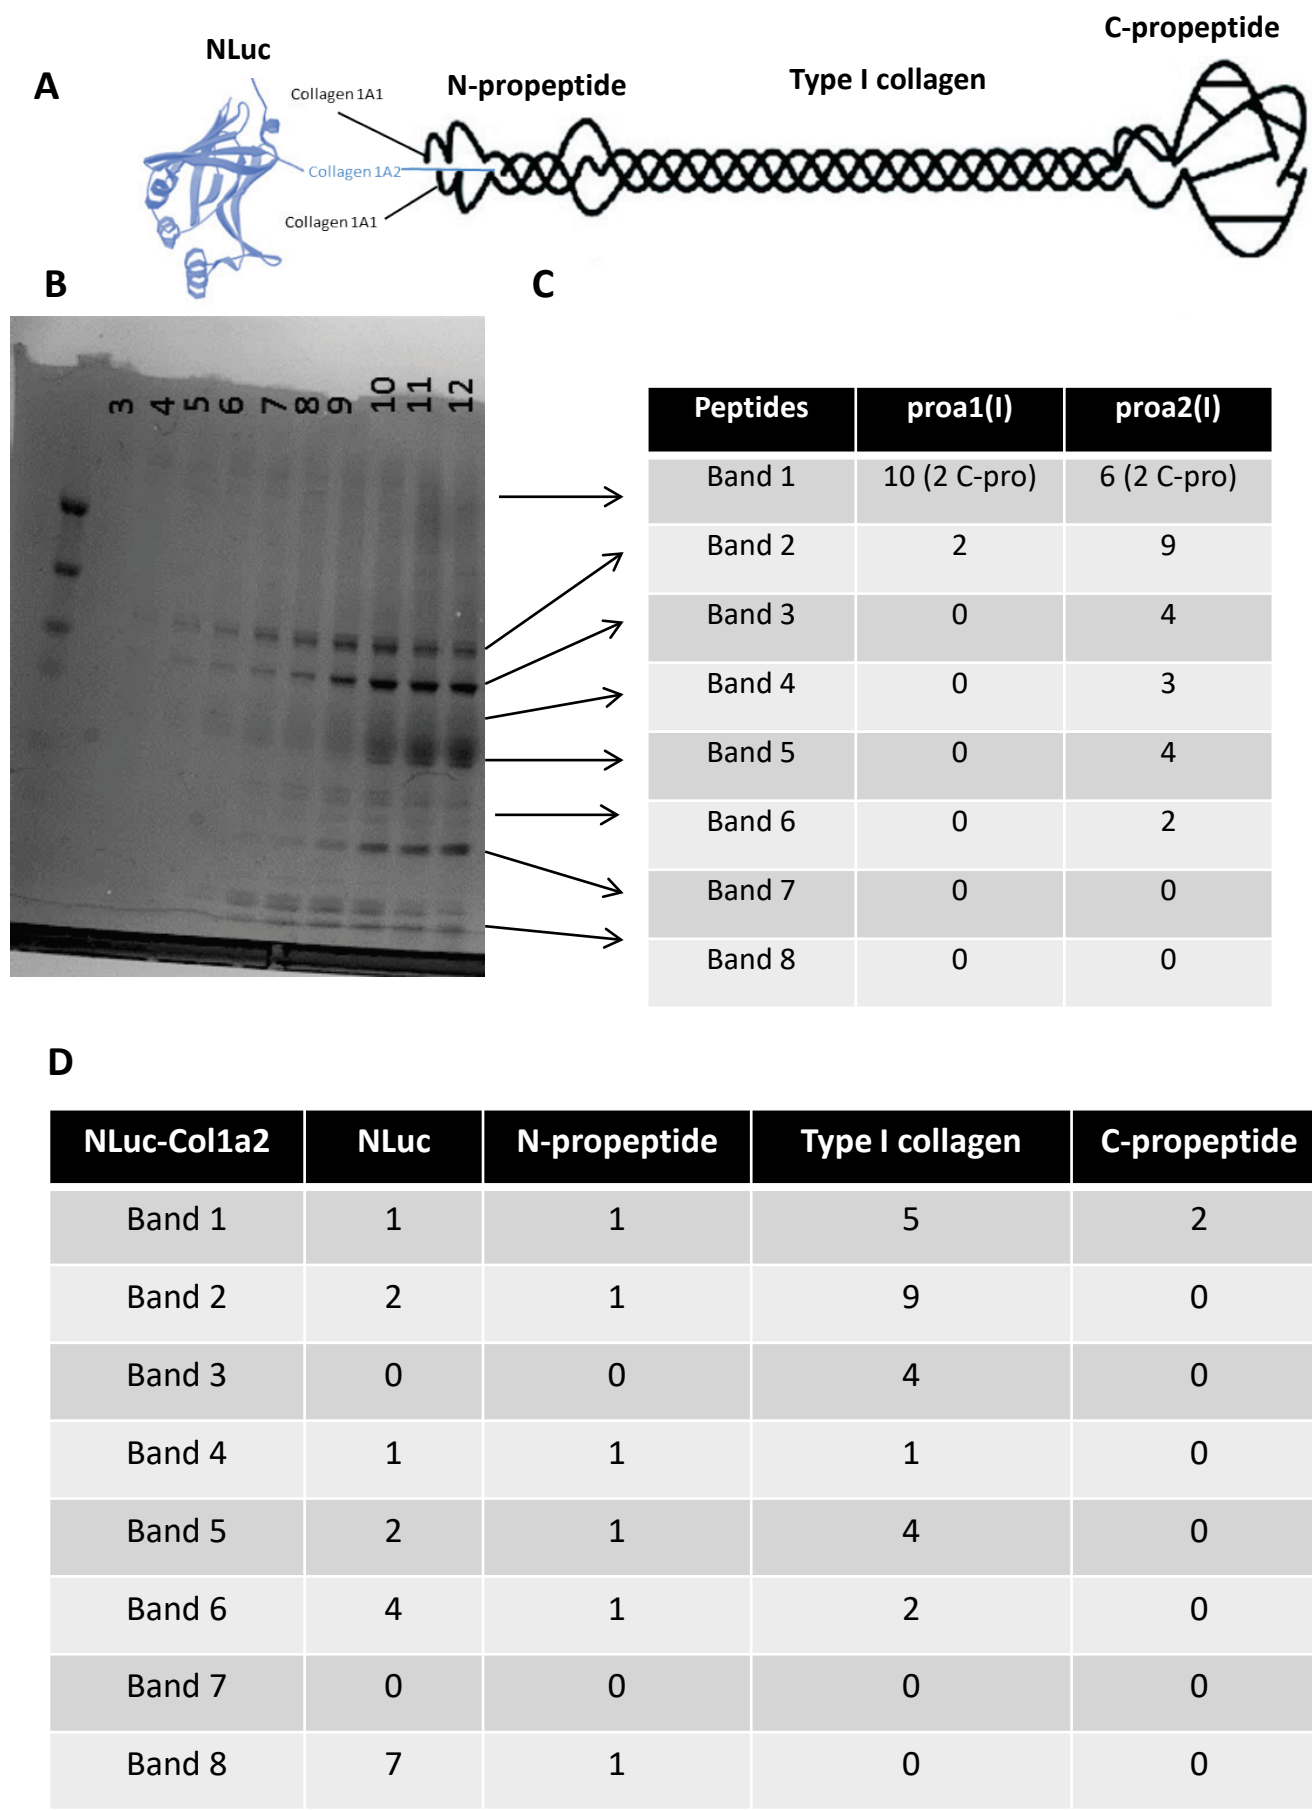 C-propeptide
NLuc
A
Collagen 1A1
N-propeptide
Type I collagen
Collagen 1A2
Collagen 1A1
B
C
3 4 5 6 7 8 9 10 11 12
Peptides proa1(I) proa2(I)
Band 1 10 (2 C-pro) 6 (2 C-pro)
Band 2 2 9
Band 3 0 4
Band 4 0 3
Band 5 0 4
Band 6 0 2
Band 7 0 0
Band 8 0 0
D
NLuc-Col1a2 NLuc N-propeptide Type I collagen C-propeptide
Band 1 1 1 5 2
Band 2 2 1 9 0
Band 3 0 0 4 0
Band 4 1 1 1 0
Band 5 2 1 4 0
Band 6 4 1 2 0
Band 7 0 0 0 0
Band 8 7 1 0 0